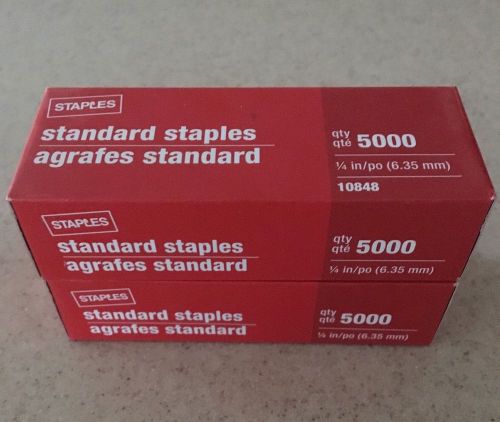 STAPLES
standard staples
agrafes standard
qty
qté 5000
¼ in/po (6.35 mm)
10848
STAPLES
standard staples
agrafes standard
qty
qté 5000
¼ in/po (6.35 mm)
STAPLES
standard staples
agrafes standard
qty
qté 5000
¼ in/po (6.35 mm)